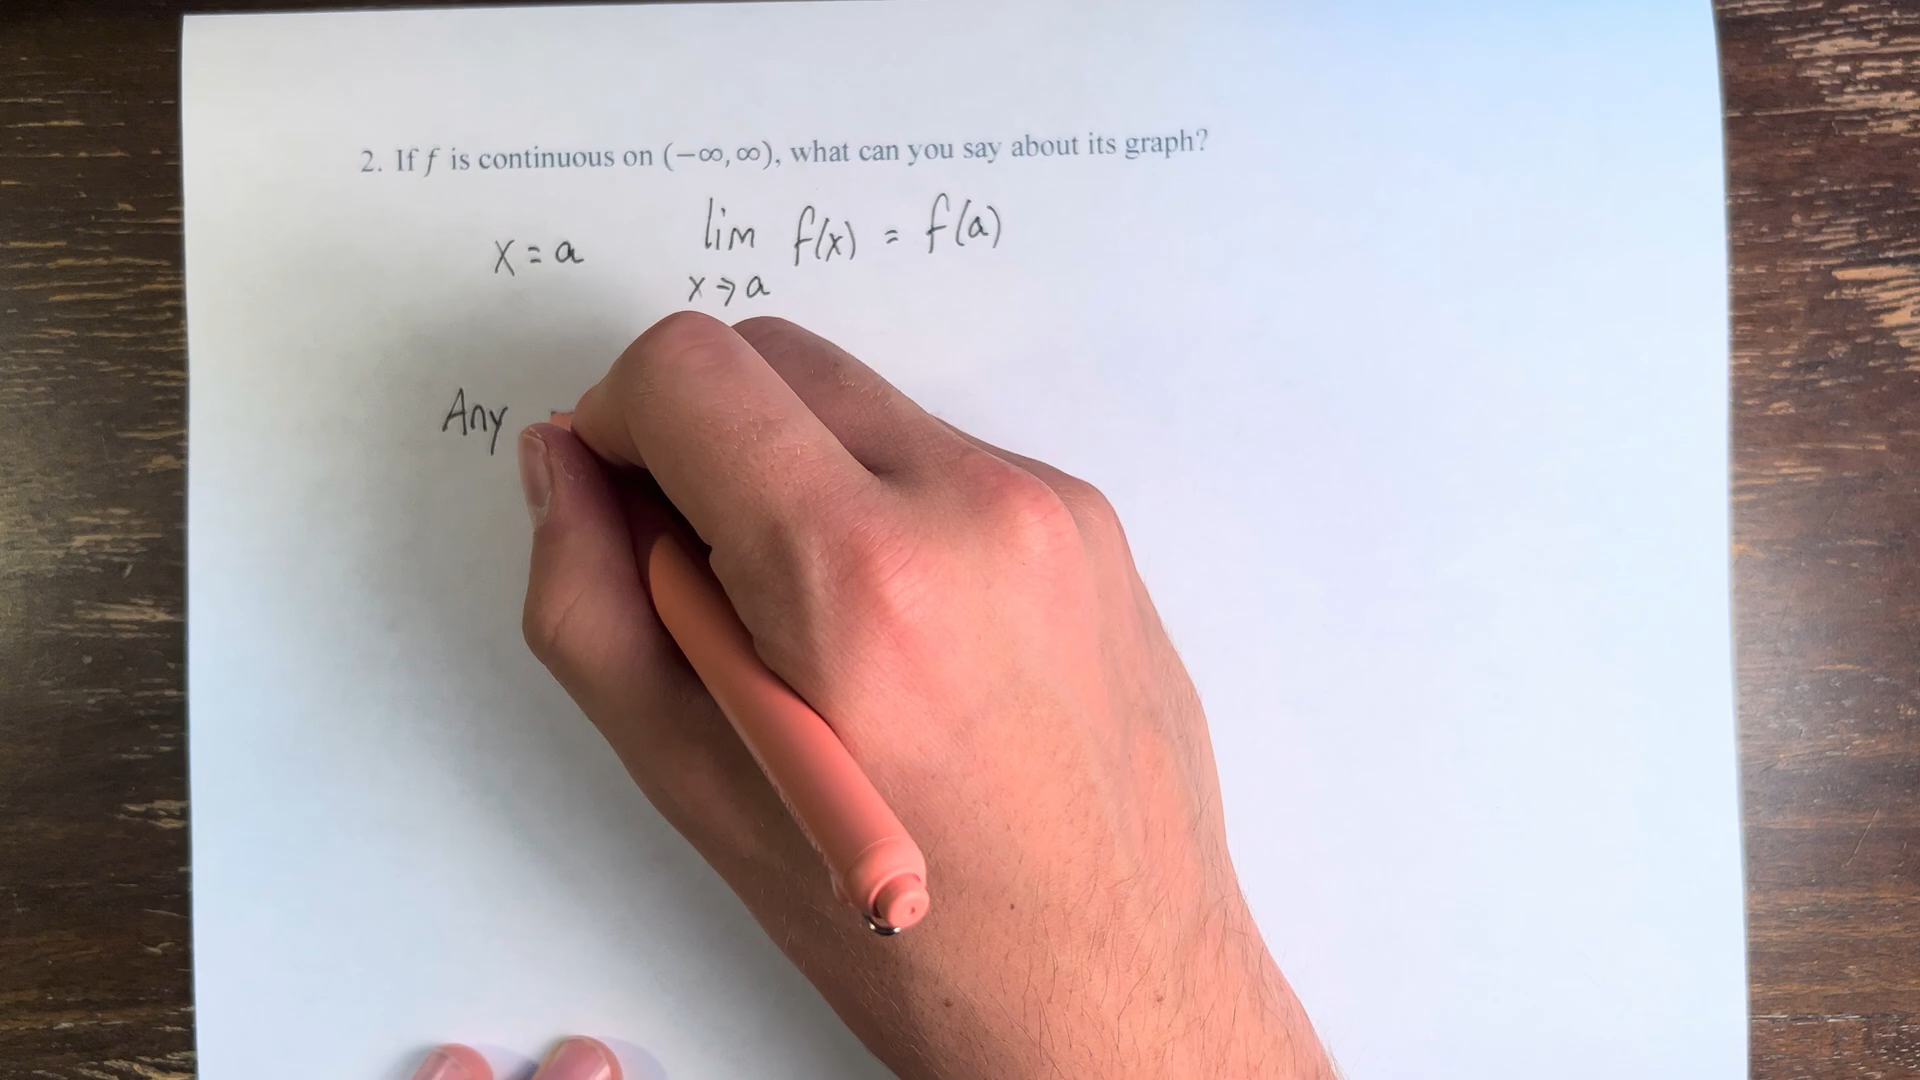 2. If f is continuous on (−∞, ∞), what can you say about its graph?
x = a lim f(x) = f(a)
x → a
Any